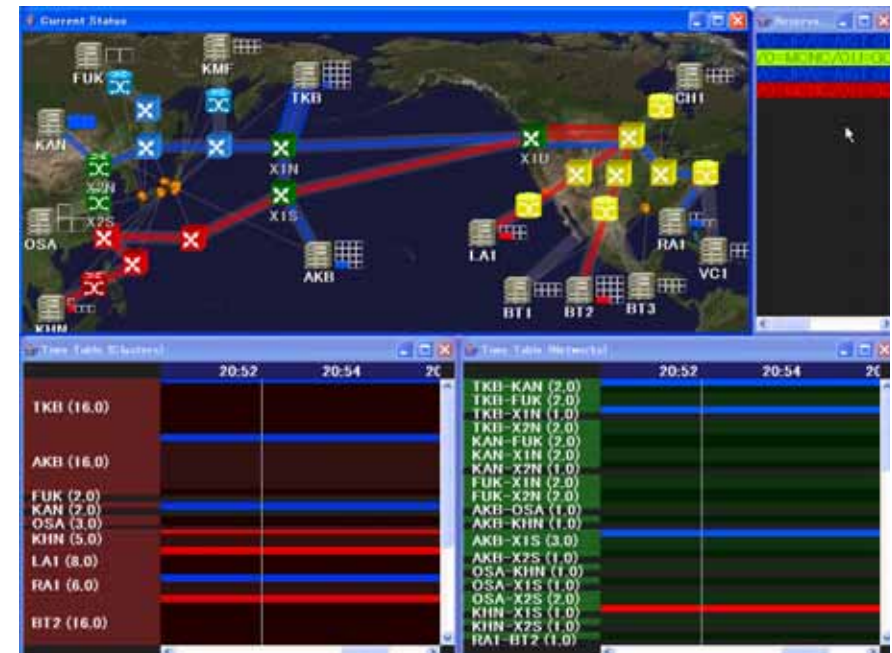 Current Status
Reserve...
KMF
FUK
TKB
CH1
/O=MCNC/OU=
KAN
X1N
X1U
X2N
X2S
X1S
OSA
AKB
LA1
RA1
VC1
BT1
BT2
BT3
KHN
Time Table (Clusters)
20:52
20:54
TKB (16.0)
AKB (16.0)
FUK (2.0)
KAN (2.0)
OSA (3.0)
KHN (5.0)
LA1 (8.0)
RA1 (6.0)
BT2 (16.0)
Time Table (Networks)
20:52
20:54
TKB-KAN (2.0)
TKB-FUK (2.0)
TKB-X1N (1.0)
TKB-X2N (2.0)
KAN-FUK (2.0)
KAN-X1N (2.0)
KAN-X2N (1.0)
FUK-X1N (2.0)
FUK-X2N (2.0)
AKB-OSA (1.0)
AKB-KHN (1.0)
AKB-X1S (3.0)
AKB-X2S (1.0)
OSA-KHN (1.0)
OSA-X1S (1.0)
OSA-X2S (2.0)
KHN-X1S (1.0)
KHN-X2S (1.0)
RA1-BT2 (1.0)